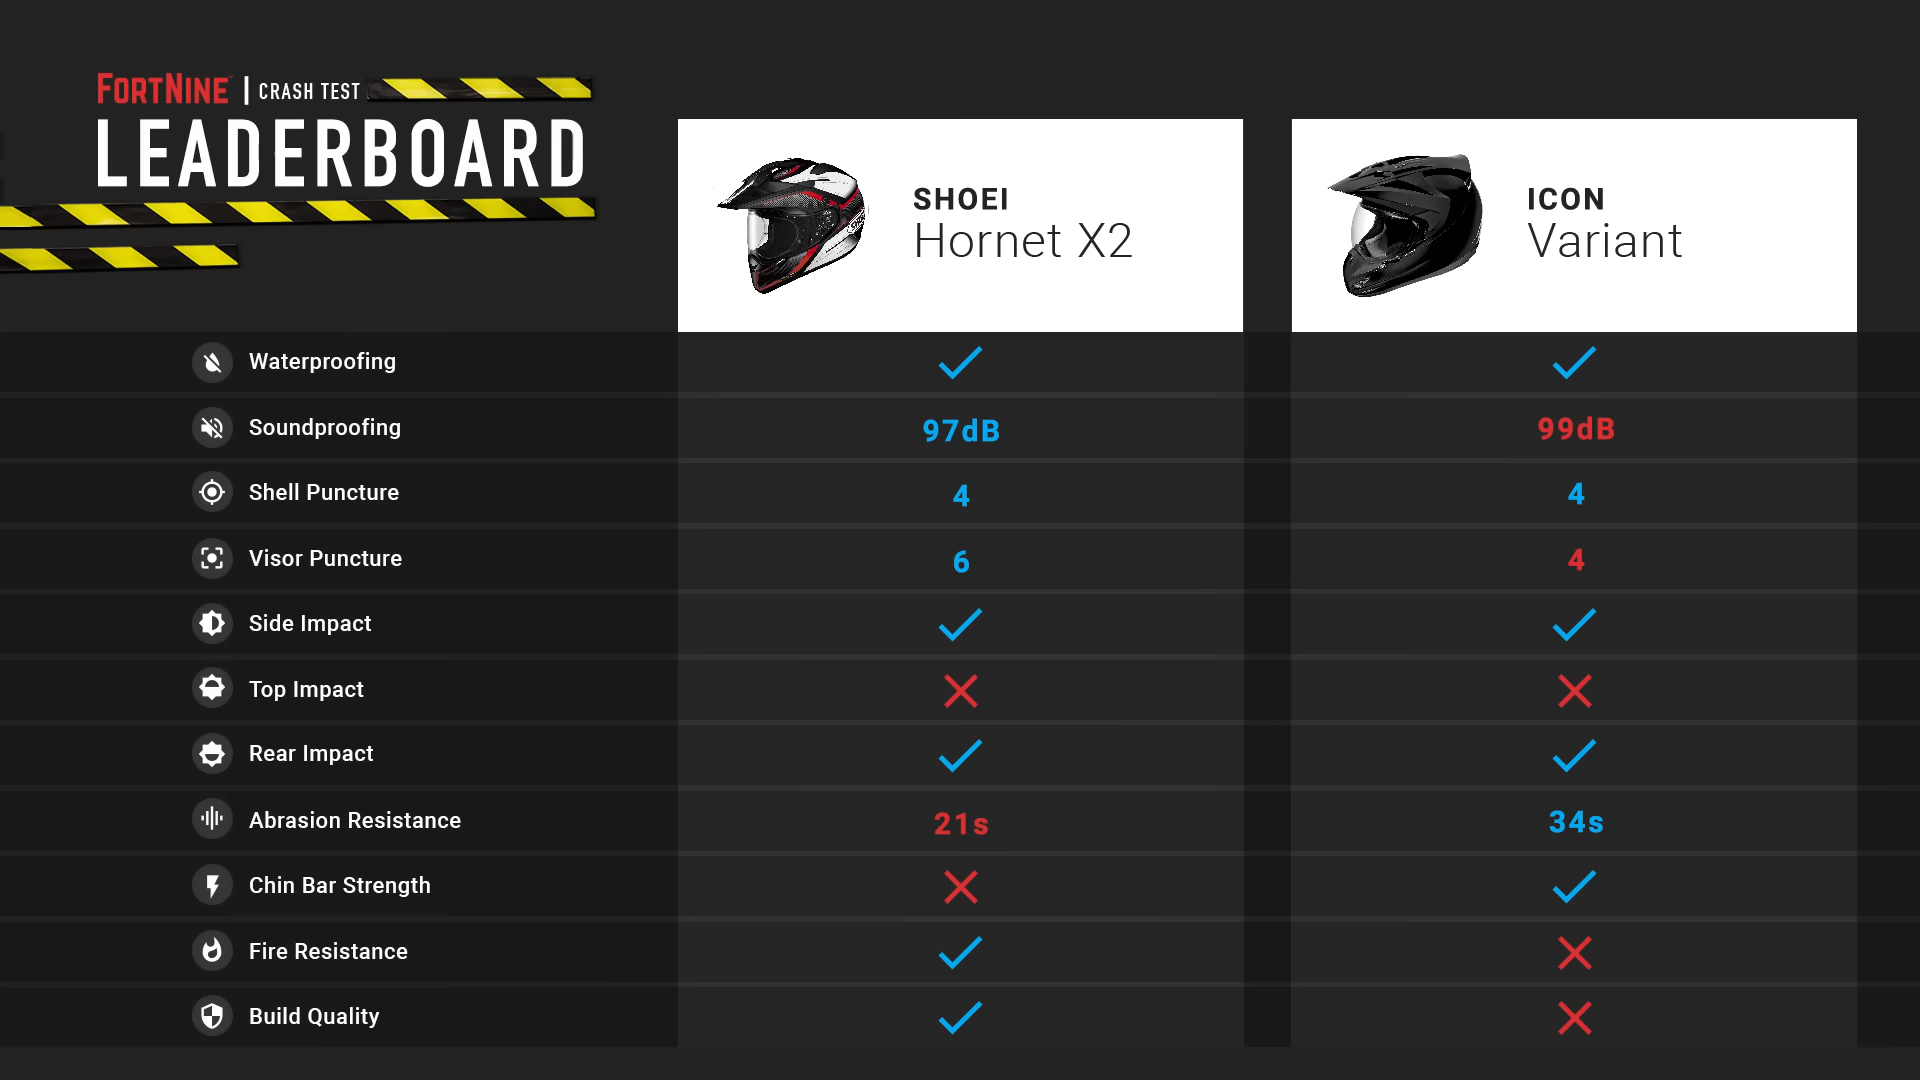 FORTNINE | CRASH TEST
LEADERBOARD
SHOEI
Hornet X2
ICON
Variant
Waterproofing
Soundproofing 97dB 99dB
Shell Puncture 4 4
Visor Puncture 6 4
Side Impact
Top Impact
Rear Impact
Abrasion Resistance 21s 34s
Chin Bar Strength
Fire Resistance
Build Quality